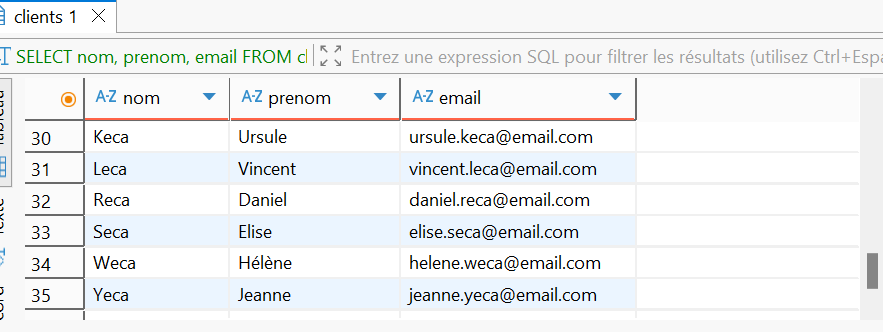 clients 1
SELECT nom, prenom, email FROM cl
Entrez une expression SQL pour filtrer les résultats (utilisez Ctrl+Espa
A-Z nom A-Z prenom A-Z email
30 Keca Ursule ursule.keca@email.com
31 Leca Vincent vincent.leca@email.com
32 Reca Daniel daniel.reca@email.com
33 Seca Elise elise.seca@email.com
34 Weca Hélène helene.weca@email.com
35 Yeca Jeanne jeanne.yeca@email.com